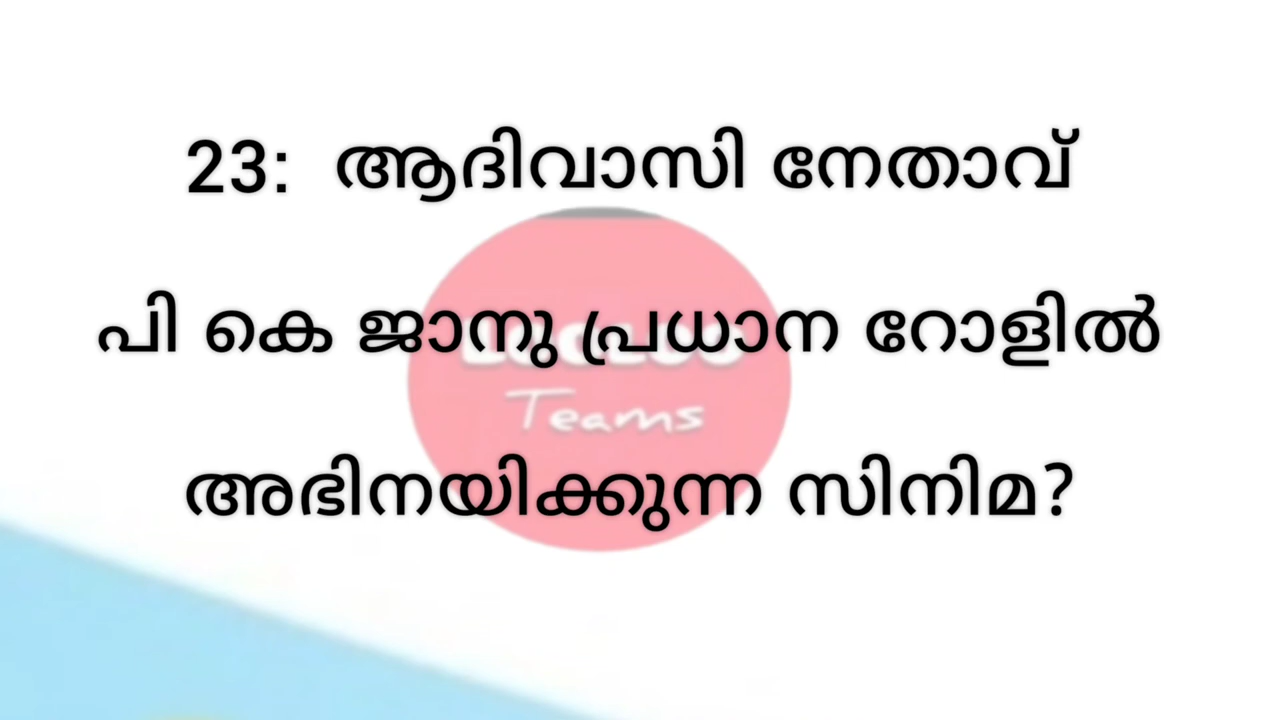 23: ആദിവാസി നേതാവ്
പി കെ ജാനു പ്രധാന റോളിൽ
Teams
അഭിനയിക്കുന്ന സിനിമ?